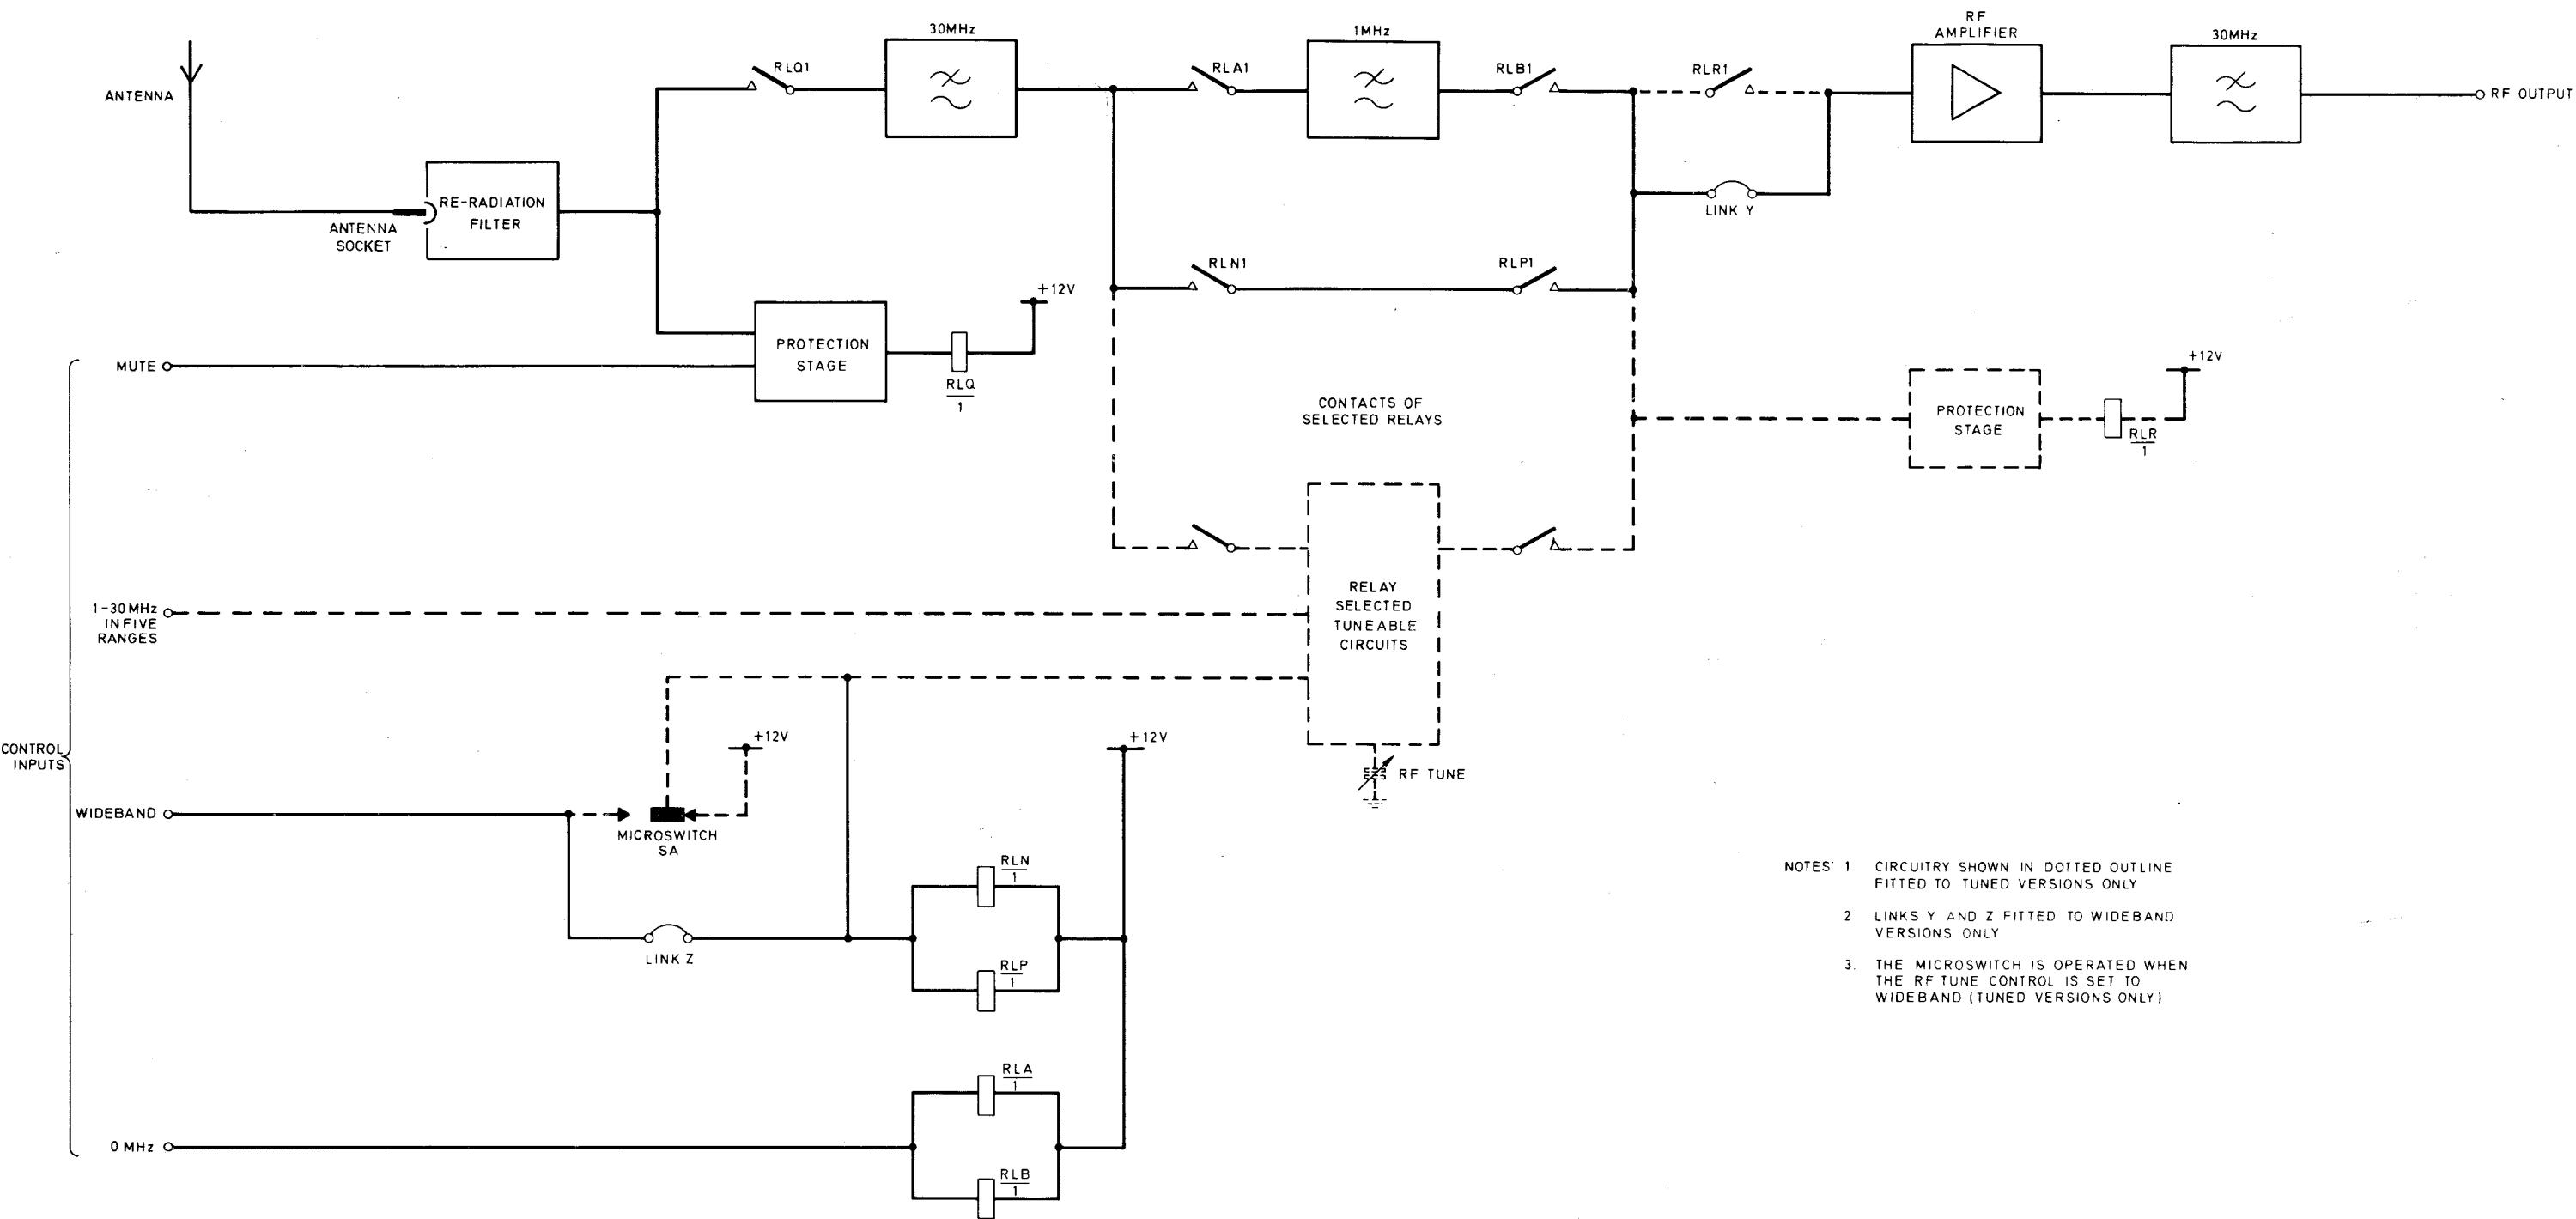 RF
AMPLIFIER
30MHz
1MHz
30MHz
RLQ1
RLA1
RLB1
RLR1
ANTENNA
RF OUTPUT
RE-RADIATION
FILTER
ANTENNA
SOCKET
LINK Y
RLN1
RLP1
+12V
PROTECTION
STAGE
MUTE
RLQ
1
+12V
CONTACTS OF
SELECTED RELAYS
PROTECTION
STAGE
RLR
1
1-30MHz
IN FIVE
RANGES
RELAY
SELECTED
TUNEABLE
CIRCUITS
CONTROL
INPUTS
+12V
+12V
RF TUNE
WIDEBAND
MICROSWITCH
SA
RLN
1
LINK Z
RLP
1
RLA
1
0 MHz
RLB
1
NOTES 1 CIRCUITRY SHOWN IN DOTTED OUTLINE
FITTED TO TUNED VERSIONS ONLY
2 LINKS Y AND Z FITTED TO WIDEBAND
VERSIONS ONLY
3. THE MICROSWITCH IS OPERATED WHEN
THE RF TUNE CONTROL IS SET TO
WIDEBAND (TUNED VERSIONS ONLY)